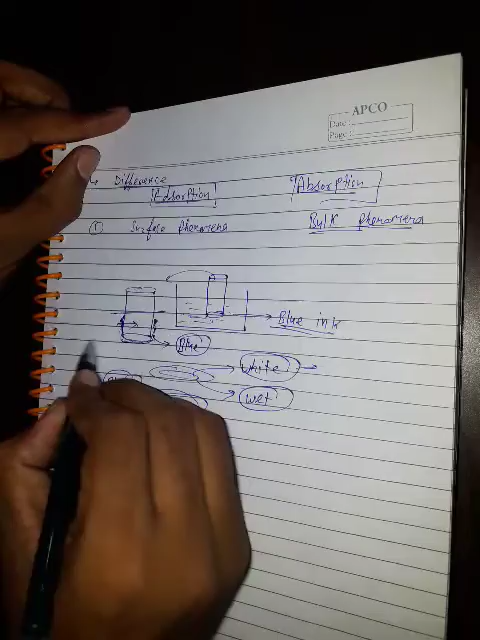 APCO
Date :
Page :
Difference
Adsorption
Absorption
① Surface phenomena
Bulk phenomena
Blue ink
Blue
white
wet